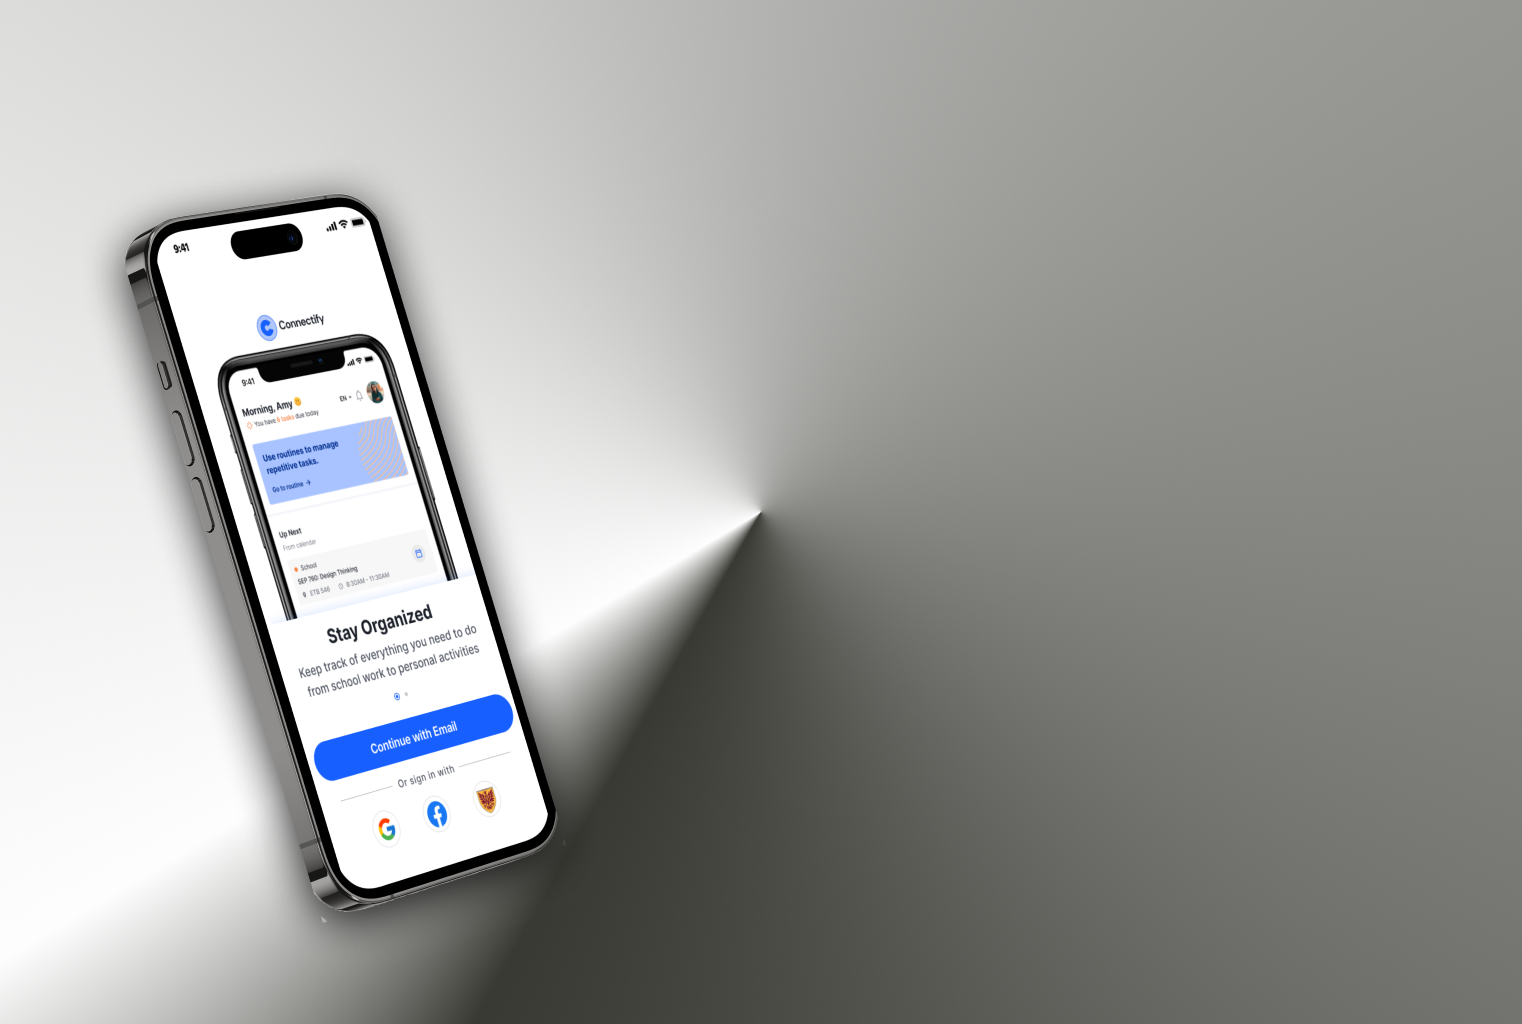 9:41
Connectify
9:41
Morning, Amy
EN
You have 6 tasks due today
Use routines to manage
repetitive tasks.
Go to routine →
Up Next
From calendar
School
SEP 760: Design Thinking
ETB 546 8:30AM - 11:30AM
Stay Organized
Keep track of everything you need to do
from school work to personal activities
Continue with Email
Or sign in with